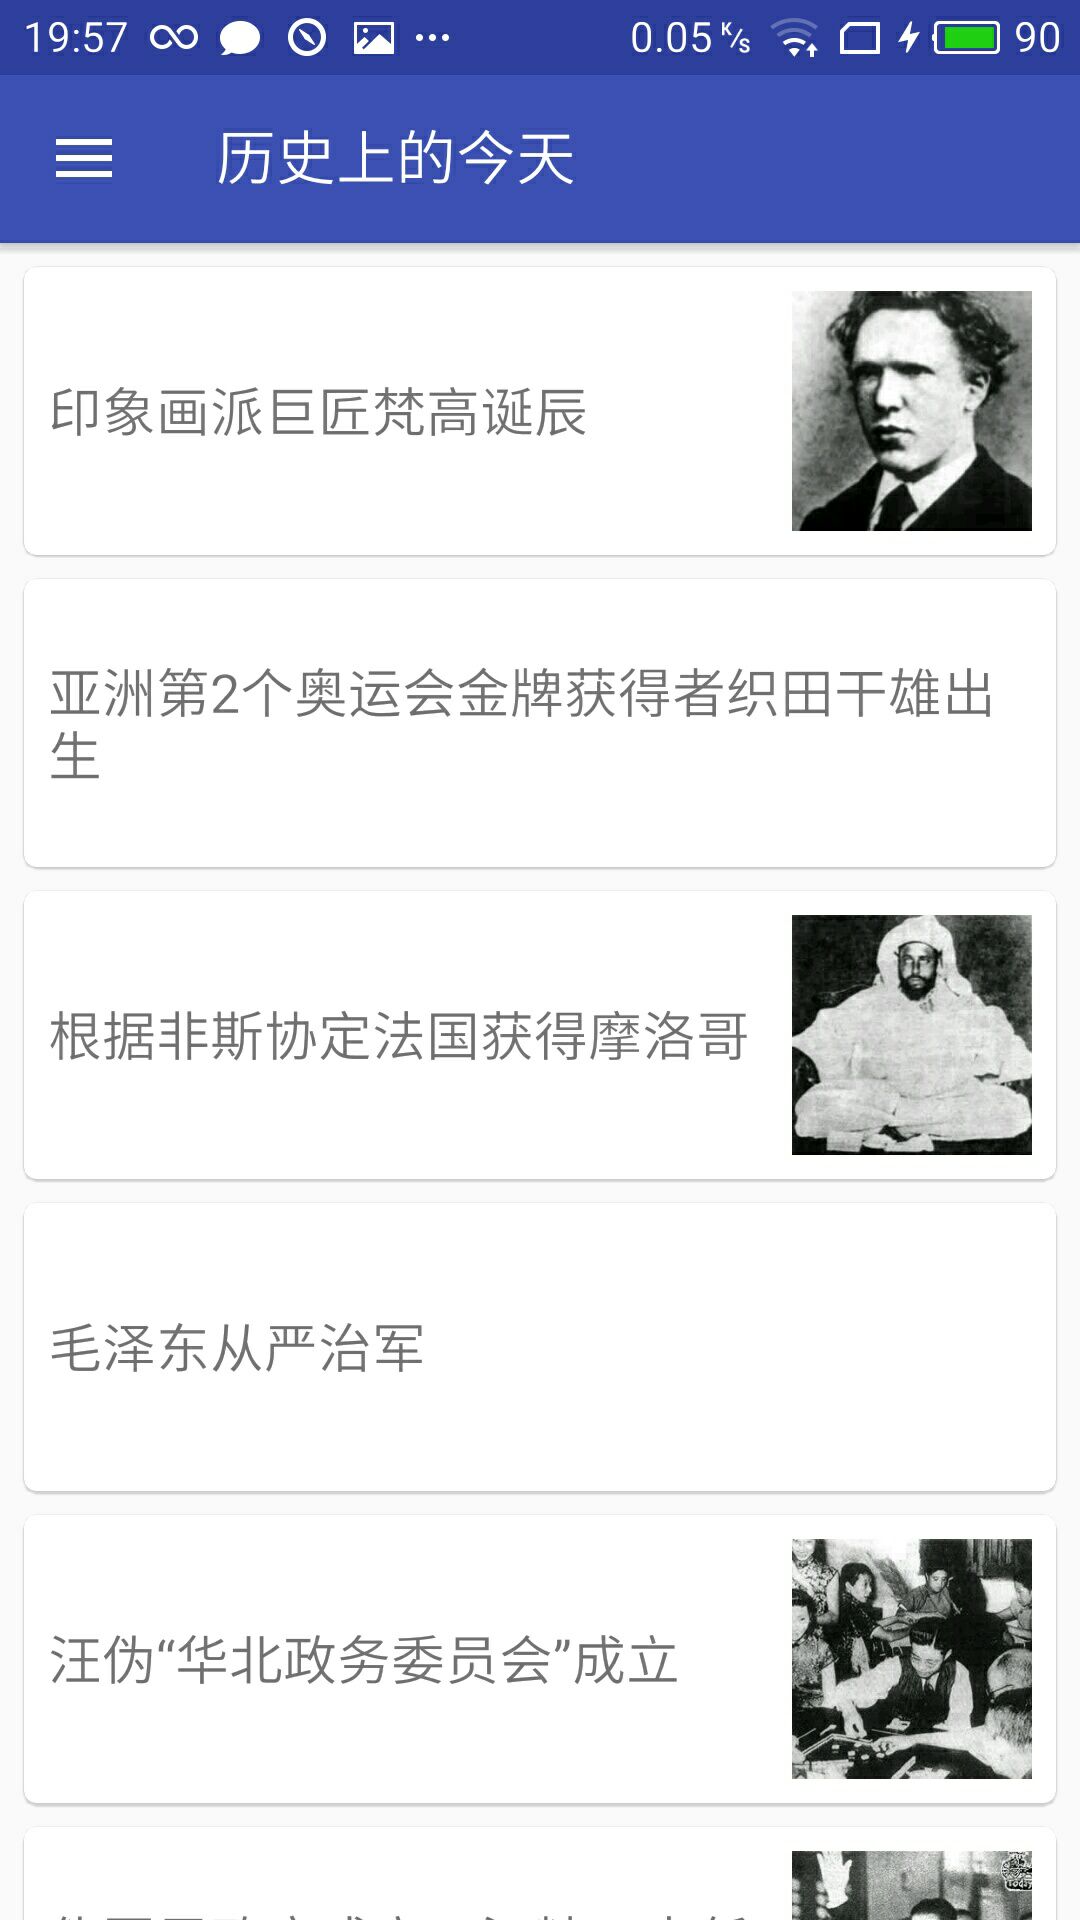 19:57 0.05 K/s 90
历史上的今天
印象画派巨匠梵高诞辰
亚洲第2个奥运会金牌获得者织田干雄出
生
根据非斯协定法国获得摩洛哥
毛泽东从严治军
汪伪“华北政务委员会”成立